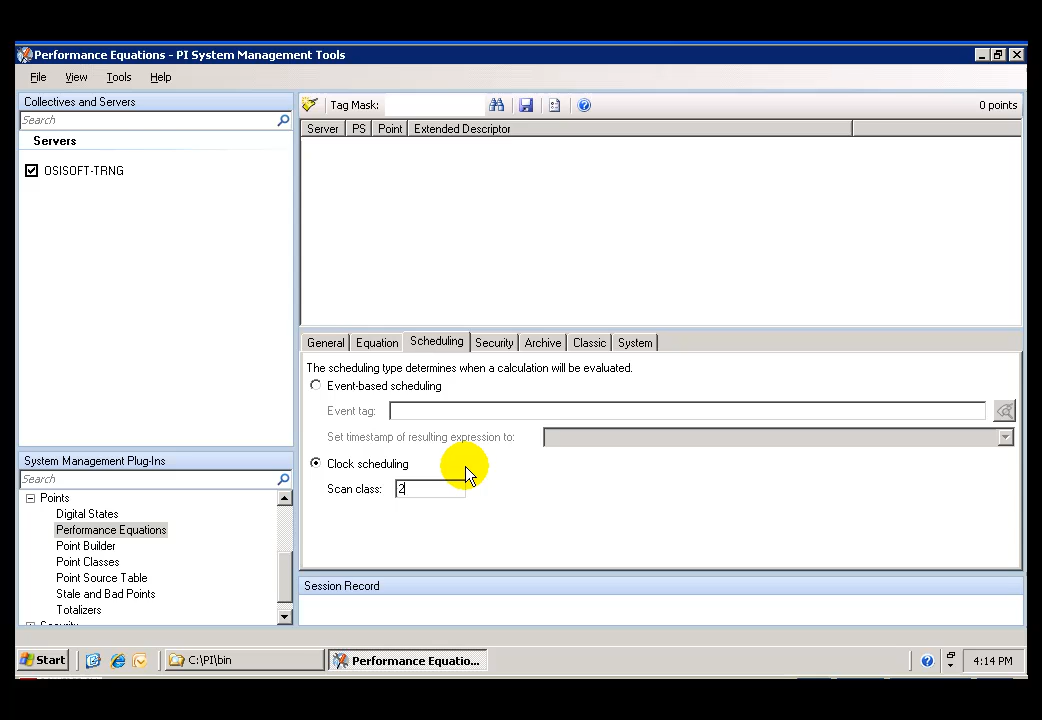 Performance Equations - PI System Management Tools
File View Tools Help
Collectives and Servers
Search
Servers
OSISOFT-TRNG
Tag Mask:
0 points
Server PS Point Extended Descriptor
General Equation Scheduling Security Archive Classic System
The scheduling type determines when a calculation will be evaluated.
Event-based scheduling
Event tag:
Set timestamp of resulting expression to:
Clock scheduling
Scan class: 2
System Management Plug-Ins
Search
Points
Digital States
Performance Equations
Point Builder
Point Classes
Point Source Table
Stale and Bad Points
Totalizers
Security
Session Record
Start C:\PI\bin Performance Equatio... 4:14 PM